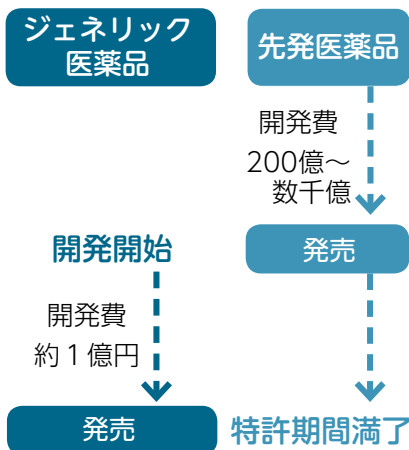 ジェネリック
医薬品
先発医薬品
開発費
200億～
数千億
発売
開発開始
開発費
約１億円
発売
特許期間満了